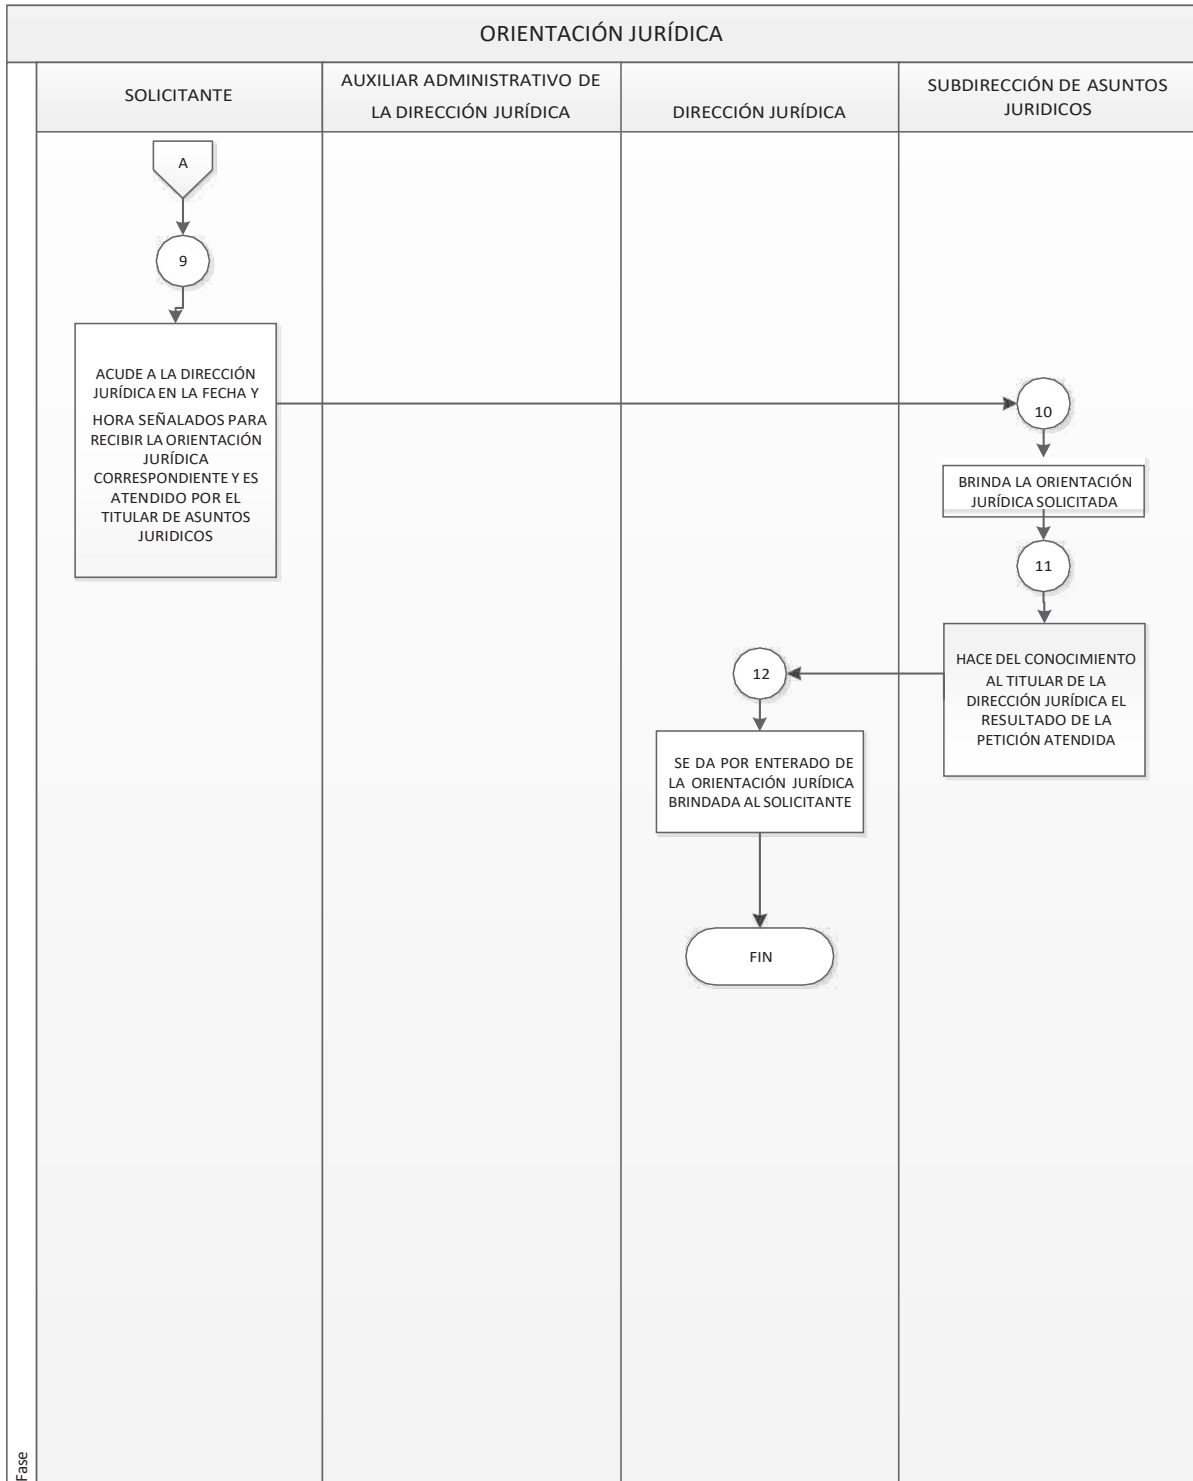 ORIENTACIÓN JURÍDICA
SOLICITANTE
AUXILIAR ADMINISTRATIVO DE
LA DIRECCIÓN JURÍDICA
DIRECCIÓN JURÍDICA
SUBDIRECCIÓN DE ASUNTOS
JURIDICOS
A
9
ACUDE A LA DIRECCIÓN
JURÍDICA EN LA FECHA Y
HORA SEÑALADOS PARA
RECIBIR LA ORIENTACIÓN
JURÍDICA
CORRESPONDIENTE Y ES
ATENDIDO POR EL
TITULAR DE ASUNTOS
JURIDICOS
10
BRINDA LA ORIENTACIÓN
JURÍDICA SOLICITADA
11
HACE DEL CONOCIMIENTO
AL TITULAR DE LA
DIRECCIÓN JURÍDICA EL
RESULTADO DE LA
PETICIÓN ATENDIDA
12
SE DA POR ENTERADO DE
LA ORIENTACIÓN JURÍDICA
BRINDADA AL SOLICITANTE
FIN
Fase